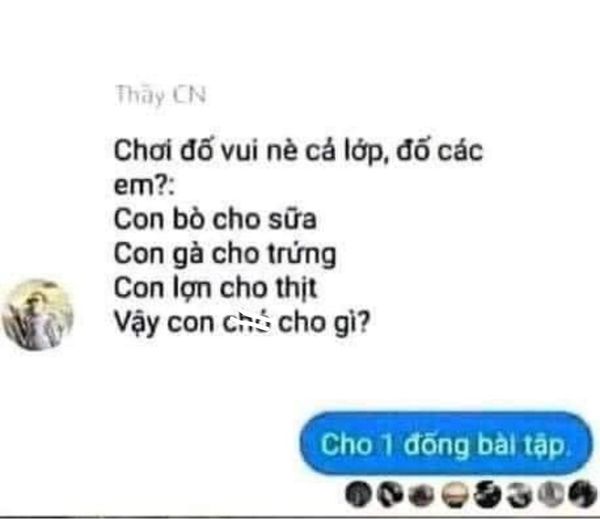 Thầy CN
Chơi đố vui nè cả lớp, đố các
em?:
Con bò cho sữa
Con gà cho trứng
Con lợn cho thịt
Vậy con chó cho gì?
Cho 1 đống bài tập.